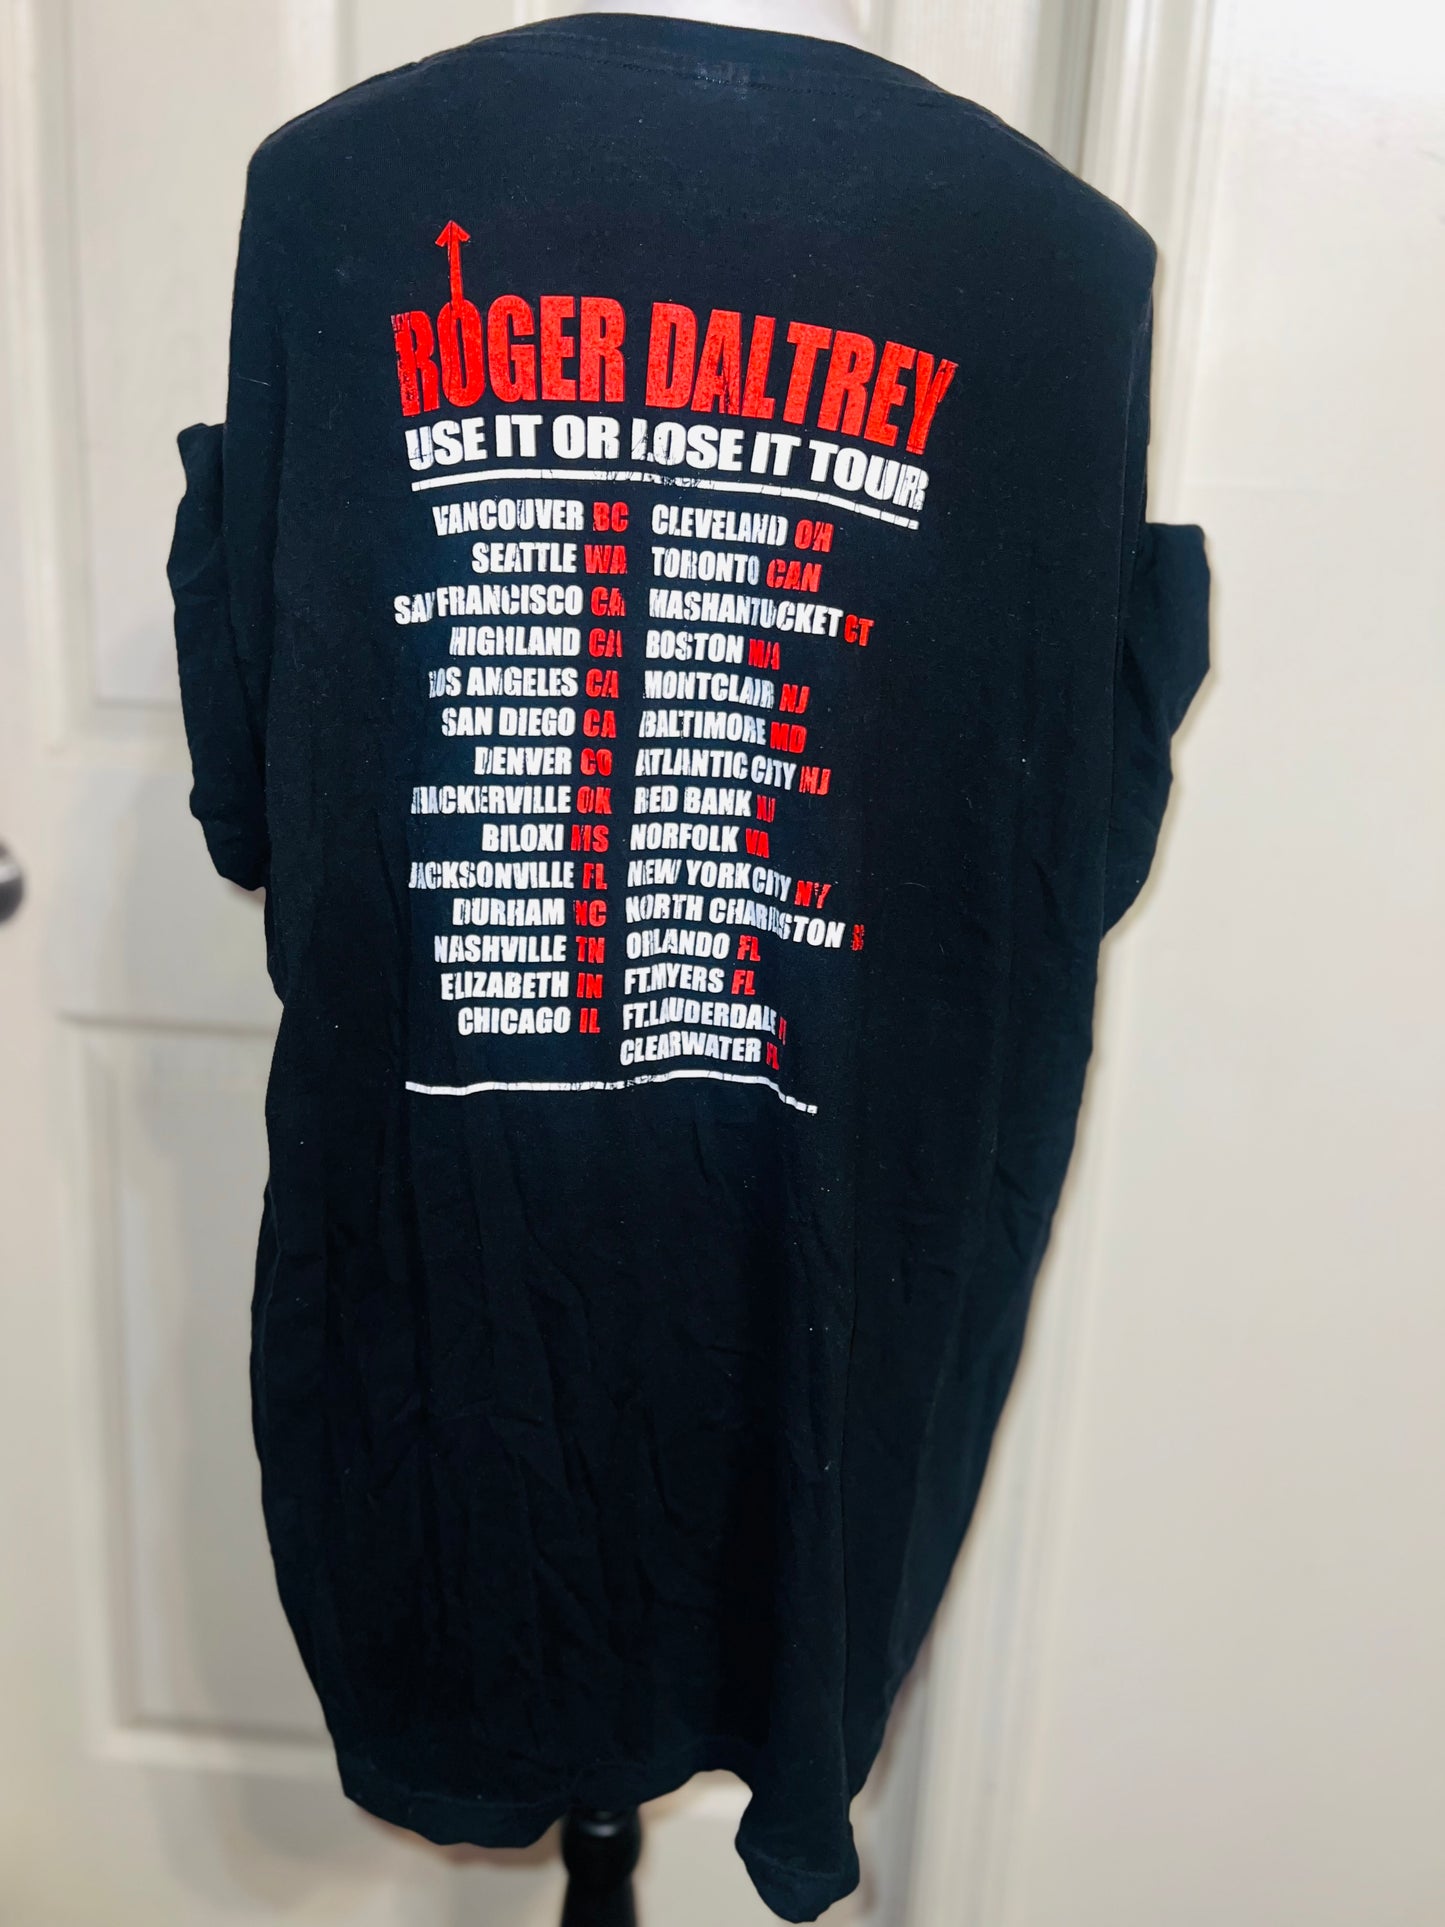 ROGER DALTREY
USE IT OR LOSE IT TOUR
VANCOUVER BC
SEATTLE WA
SAN FRANCISCO CA
HIGHLAND CA
LOS ANGELES CA
SAN DIEGO CA
DENVER CO
THACKERVILLE OK
BILOXI MS
JACKSONVILLE FL
DURHAM NC
NASHVILLE TN
ELIZABETH IN
CHICAGO IL
CLEVELAND OH
TORONTO CAN
MASHANTUCKET CT
BOSTON MA
MONTCLAIR NJ
BALTIMORE MD
ATLANTIC CITY NJ
RED BANK NJ
NORFOLK VA
NEW YORK CITY NY
NORTH CHARLESTON
ORLANDO FL
FT.MYERS FL
FT.LAUDERDALE
CLEARWATER FL